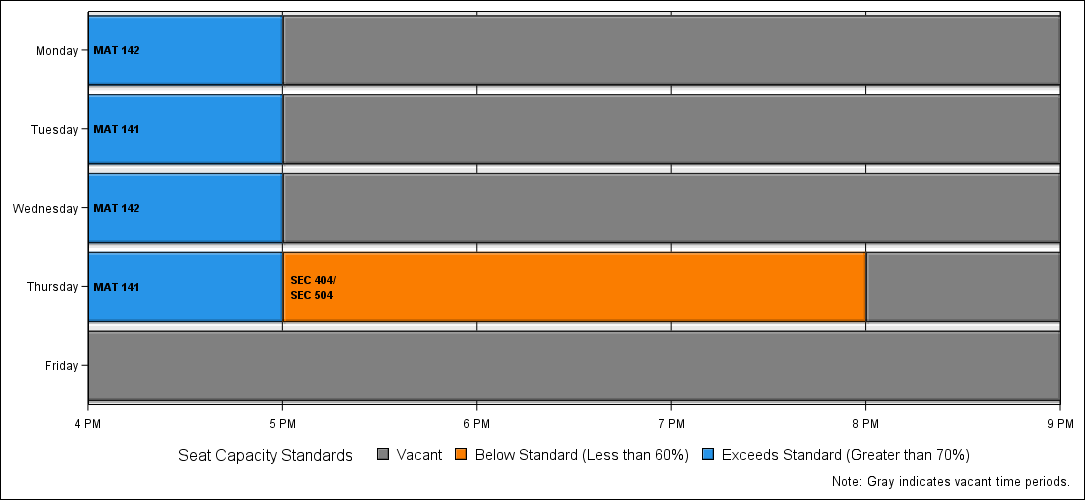 Monday
MAT 142
Tuesday
MAT 141
Wednesday
MAT 142
Thursday
MAT 141
SEC 404/
SEC 504
Friday
4 PM 5 PM 6 PM 7 PM 8 PM 9 PM
Seat Capacity Standards Vacant Below Standard (Less than 60%) Exceeds Standard (Greater than 70%)
Note: Gray indicates vacant time periods.